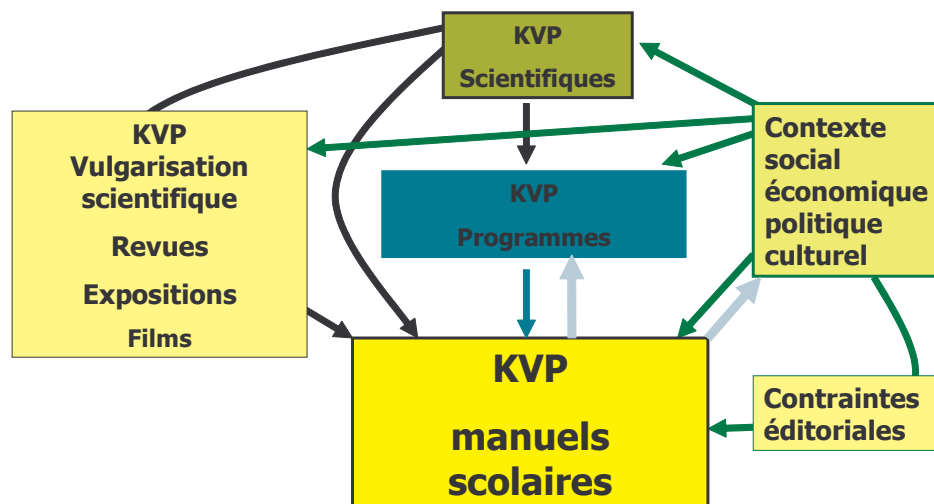 KVP
Scientifiques
KVP
Vulgarisation
scientifique
Revues
Expositions
Films
KVP
Programmes
Contexte
social
économique
politique
culturel
KVP
manuels
scolaires
Contraintes
éditoriales